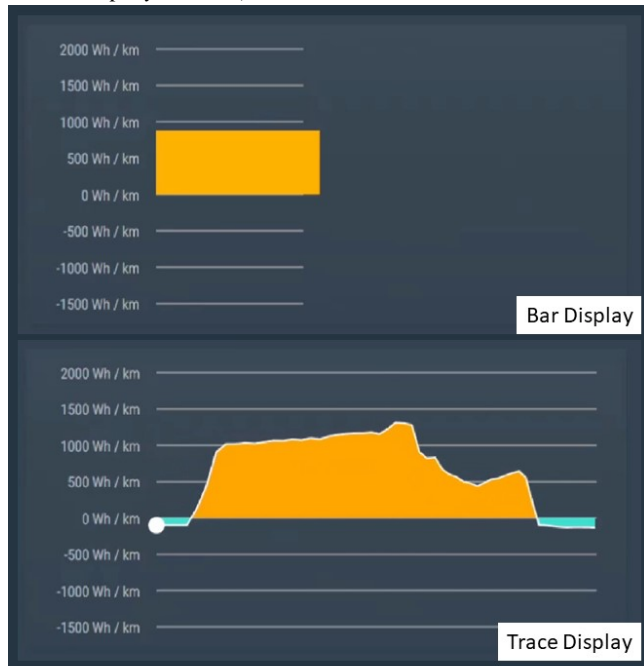 2000 Wh / km
1500 Wh / km
1000 Wh / km
500 Wh / km
0 Wh / km
-500 Wh / km
-1000 Wh / km
-1500 Wh / km
Bar Display
2000 Wh / km
1500 Wh / km
1000 Wh / km
500 Wh / km
0 Wh / km
-500 Wh / km
-1000 Wh / km
-1500 Wh / km
Trace Display